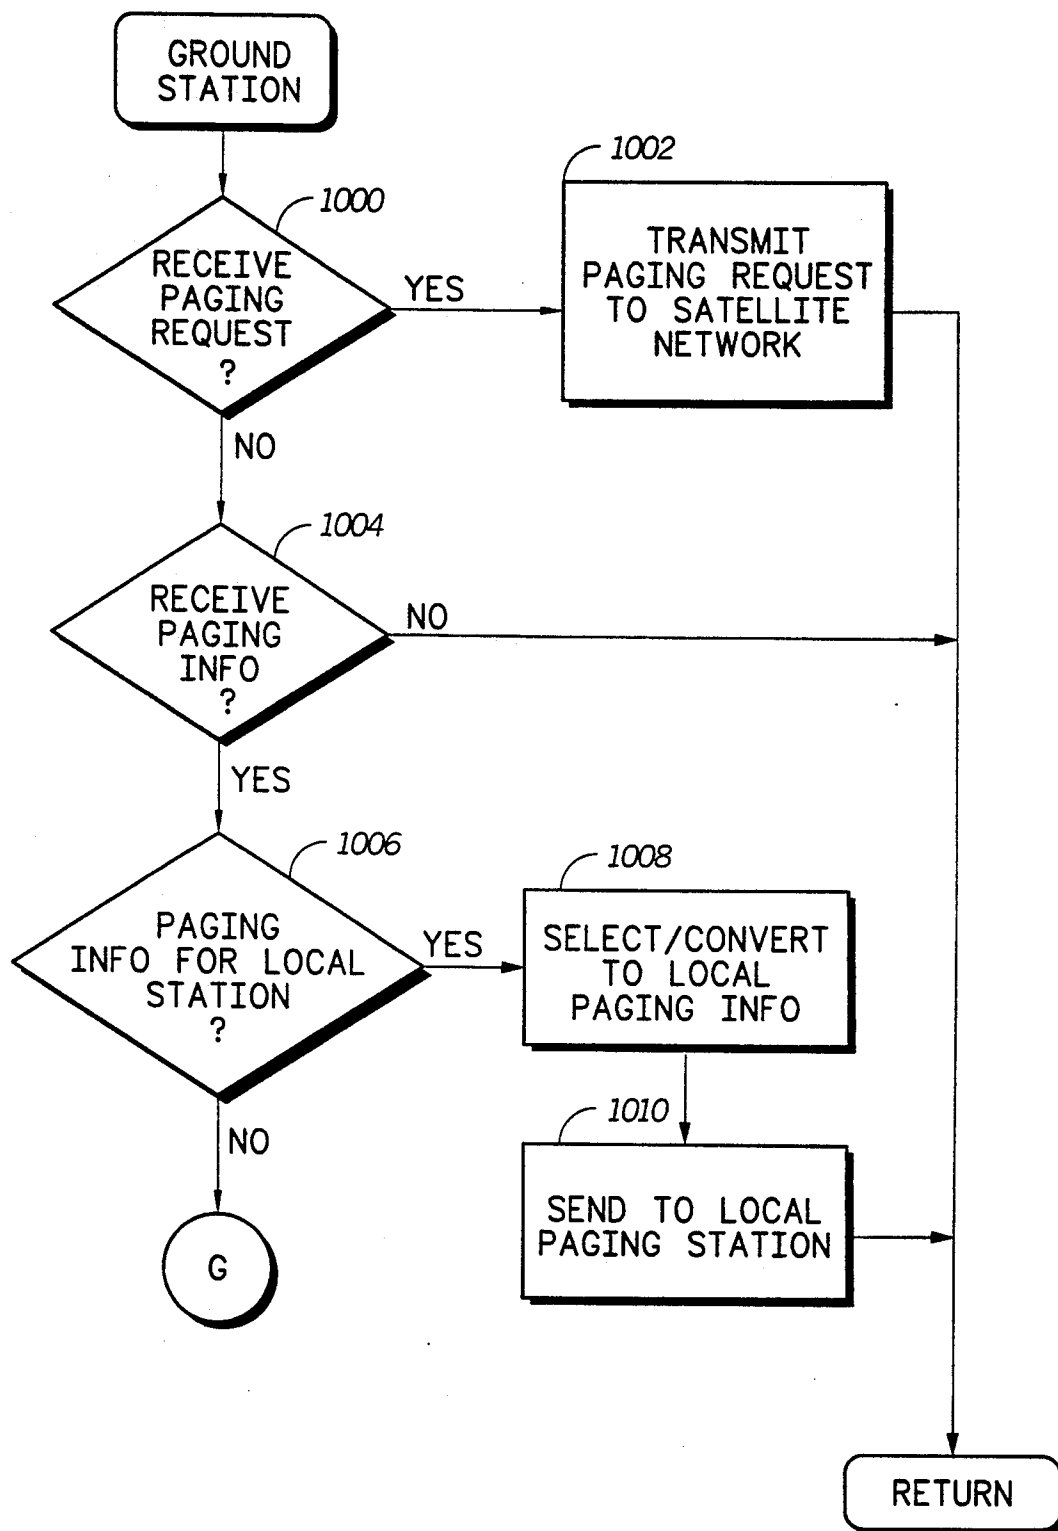 GROUND
STATION
1000
RECEIVE
PAGING
REQUEST
?
YES
1002
TRANSMIT
PAGING REQUEST
TO SATELLITE
NETWORK
NO
1004
RECEIVE
PAGING
INFO
?
NO
YES
1006
PAGING
INFO FOR LOCAL
STATION
?
YES
1008
SELECT/CONVERT
TO LOCAL
PAGING INFO
1010
SEND TO LOCAL
PAGING STATION
NO
G
RETURN